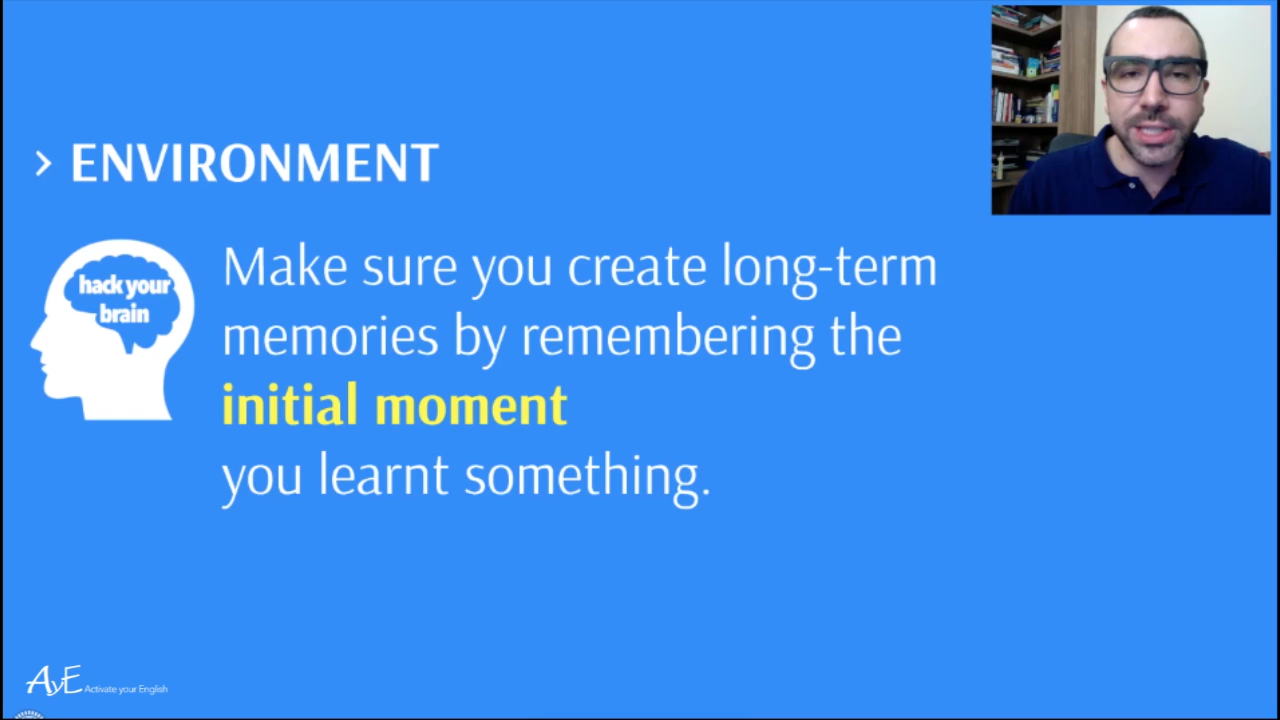 > ENVIRONMENT
hack your
brain
Make sure you create long-term
memories by remembering the
initial moment
you learnt something.
AyE Activate your English